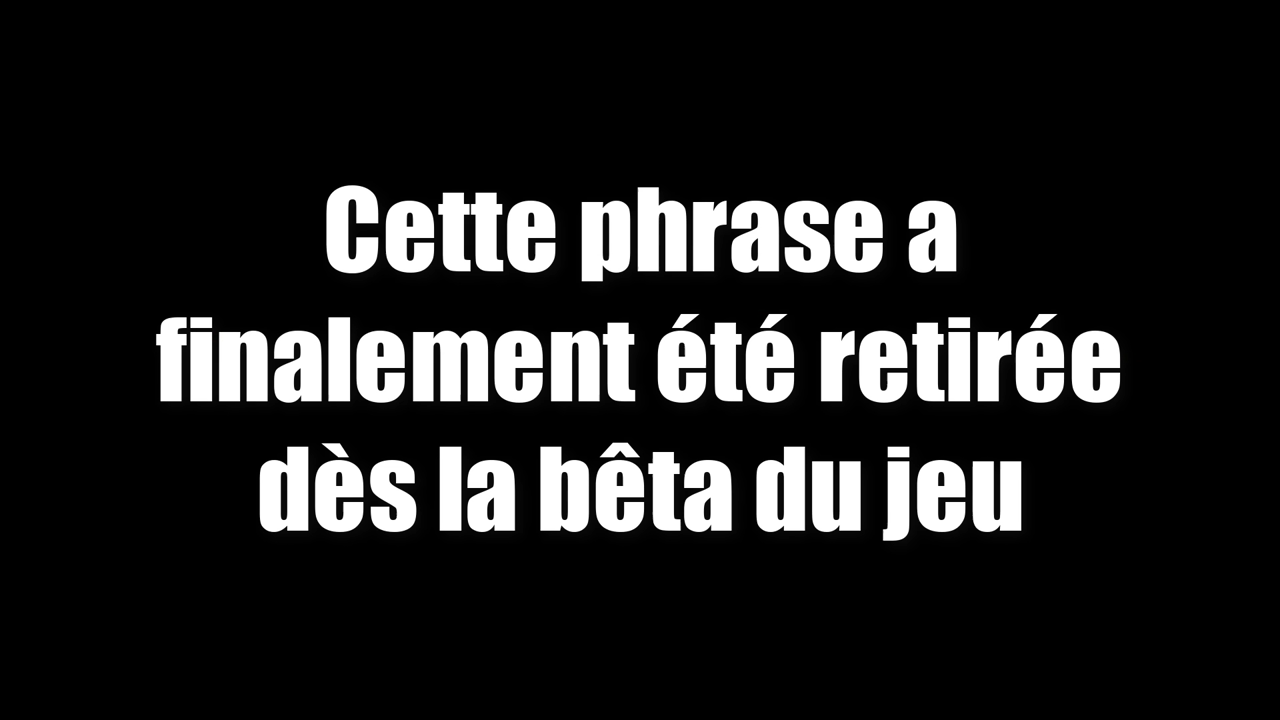 Cette phrase a
finalement été retirée
dès la bêta du jeu